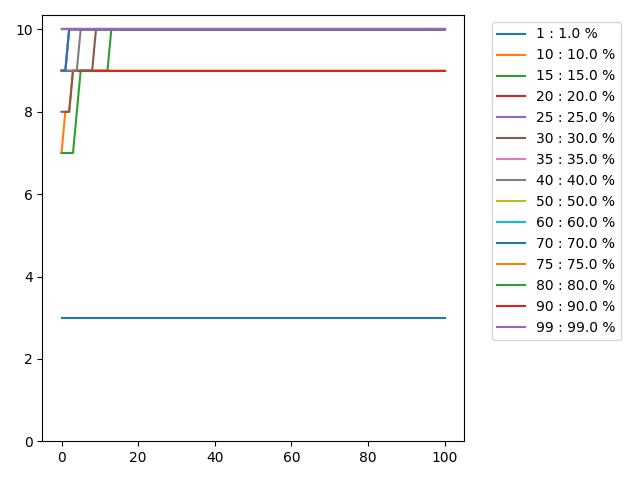 10
8
6
4
2
0
0 20 40 60 80 100
1 : 1.0 %
10 : 10.0 %
15 : 15.0 %
20 : 20.0 %
25 : 25.0 %
30 : 30.0 %
35 : 35.0 %
40 : 40.0 %
50 : 50.0 %
60 : 60.0 %
70 : 70.0 %
75 : 75.0 %
80 : 80.0 %
90 : 90.0 %
99 : 99.0 %